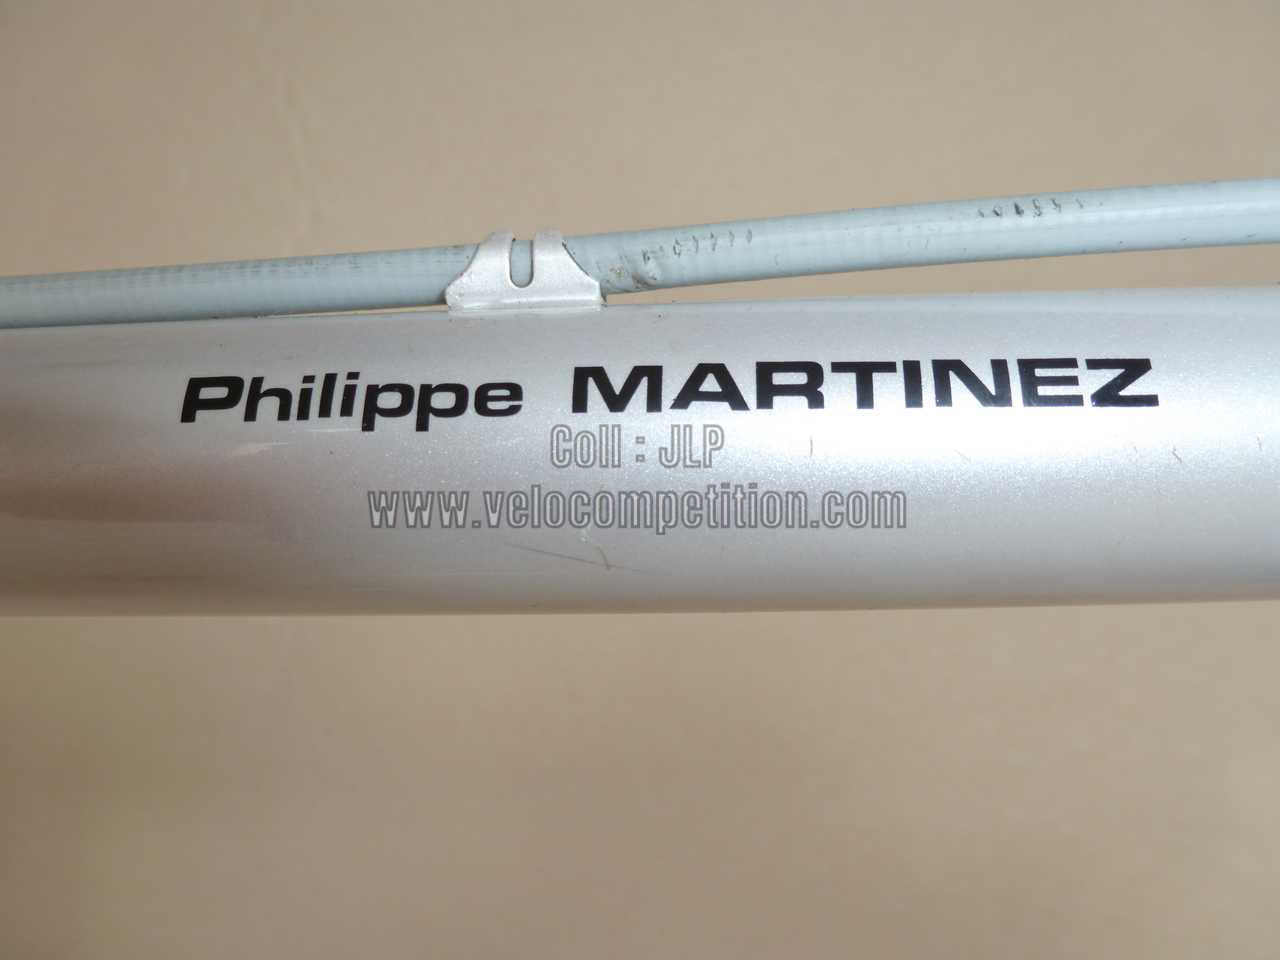 Philippe MARTINEZ
Coll : JLP
www.velocompetition.com